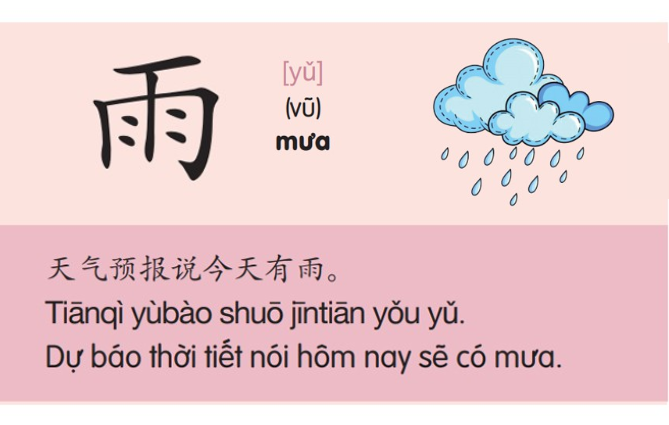 雨
[yǔ]
(vũ)
mưa
天气预报说今天有雨。
Tiānqì yùbào shuō jīntiān yǒu yǔ.
Dự báo thời tiết nói hôm nay sẽ có mưa.